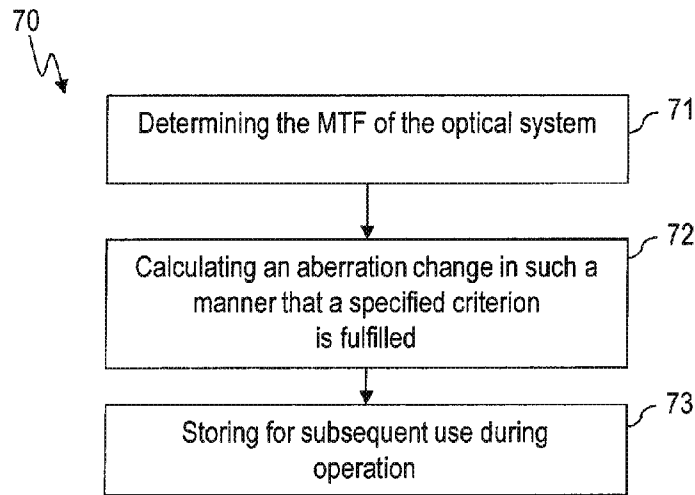 70
Determining the MTF of the optical system
71
72
Calculating an aberration change in such a
manner that a specified criterion
is fulfilled
73
Storing for subsequent use during
operation